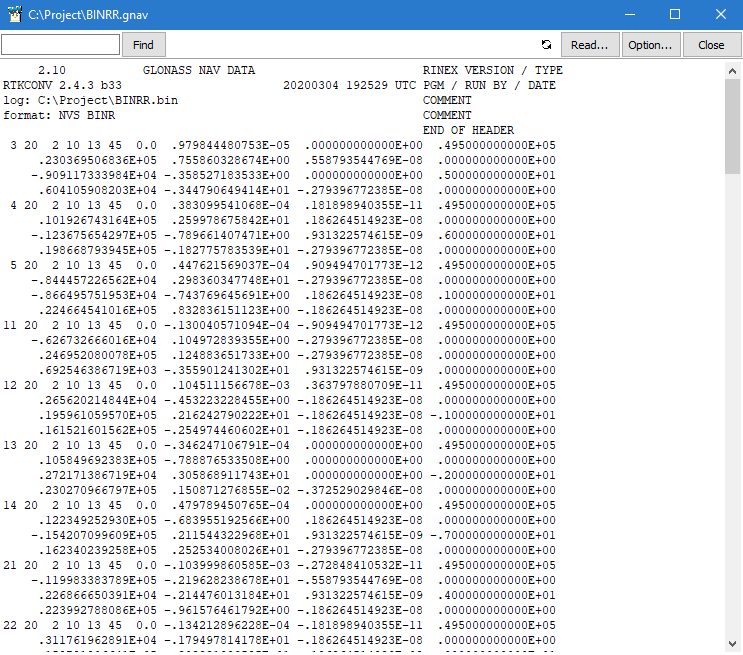 C:\Project\BINRR.gnav
Find Read... Option... Close
2.10 GLONASS NAV DATA RINEX VERSION / TYPE
RTKCONV 2.4.3 b33 20200304 192529 UTC PGM / RUN BY / DATE
log: C:\Project\BINRR.bin COMMENT
format: NVS BINR COMMENT
END OF HEADER
3 20 2 10 13 45 0.0 .979844480753E-05 .000000000000E+00 .495000000000E+05
.230369506836E+05 .755860328674E+00 .558793544769E-08 .000000000000E+00
-.909117333984E+04 -.358527183533E+00 .000000000000E+00 .500000000000E+01
.604105908203E+04 -.344790649414E+01 -.279396772385E-08 .000000000000E+00
4 20 2 10 13 45 0.0 .383099541068E-04 .181898940355E-11 .495000000000E+05
.101926743164E+05 .259978675842E+01 .186264514923E-08 .000000000000E+00
-.123675654297E+05 -.789661407471E+00 .931322574615E-09 .600000000000E+01
.198668793945E+05 -.182775783539E+01 -.279396772385E-08 .000000000000E+00
5 20 2 10 13 45 0.0 .447621569037E-04 .909494701773E-12 .495000000000E+05
-.844457226562E+04 .298360347748E+01 -.279396772385E-08 .000000000000E+00
-.866495751953E+04 -.743769645691E+00 .186264514923E-08 .100000000000E+01
.224664541016E+05 .832836151123E+00 -.186264514923E-08 .000000000000E+00
11 20 2 10 13 45 0.0 -.130040571094E-04 -.909494701773E-12 .495000000000E+05
-.626732666016E+04 .104972839355E+00 -.279396772385E-08 .000000000000E+00
.246952080078E+05 .124883651733E+00 -.279396772385E-08 .000000000000E+00
.692546386719E+03 -.355901241302E+01 .931322574615E-09 .000000000000E+00
12 20 2 10 13 45 0.0 .104511156678E-03 .363797880709E-11 .495000000000E+05
.265620214844E+04 -.453223228455E+00 -.186264514923E-08 .000000000000E+00
.195961059570E+05 .216242790222E+01 -.186264514923E-08 -.100000000000E+01
.161521601562E+05 -.254974460602E+01 -.186264514923E-08 .000000000000E+00
13 20 2 10 13 45 0.0 -.346247106791E-04 .000000000000E+00 .495000000000E+05
.105849692383E+05 -.788876533508E+00 .000000000000E+00 .000000000000E+00
.272171386719E+04 .305868911743E+01 .000000000000E+00 -.200000000000E+01
.230270966797E+05 .150871276855E-02 -.372529029846E-08 .000000000000E+00
14 20 2 10 13 45 0.0 .479789450765E-04 .000000000000E+00 .495000000000E+05
.122349252930E+05 -.683955192566E+00 .186264514923E-08 .000000000000E+00
-.154207099609E+05 .211544322968E+01 .931322574615E-09 -.700000000000E+01
.162340239258E+05 .252534008026E+01 -.279396772385E-08 .000000000000E+00
21 20 2 10 13 45 0.0 -.103999860585E-03 -.272848410532E-11 .495000000000E+05
-.119983383789E+05 -.219628238678E+01 -.558793544769E-08 .000000000000E+00
.226866650391E+04 -.214476013184E+01 .931322574615E-09 .400000000000E+01
.223992788086E+05 -.961576461792E+00 -.186264514923E-08 .000000000000E+00
22 20 2 10 13 45 0.0 -.134212896228E-04 -.181898940355E-11 .495000000000E+05
.311761962891E+04 -.179497814178E+01 -.186264514923E-08 .000000000000E+00